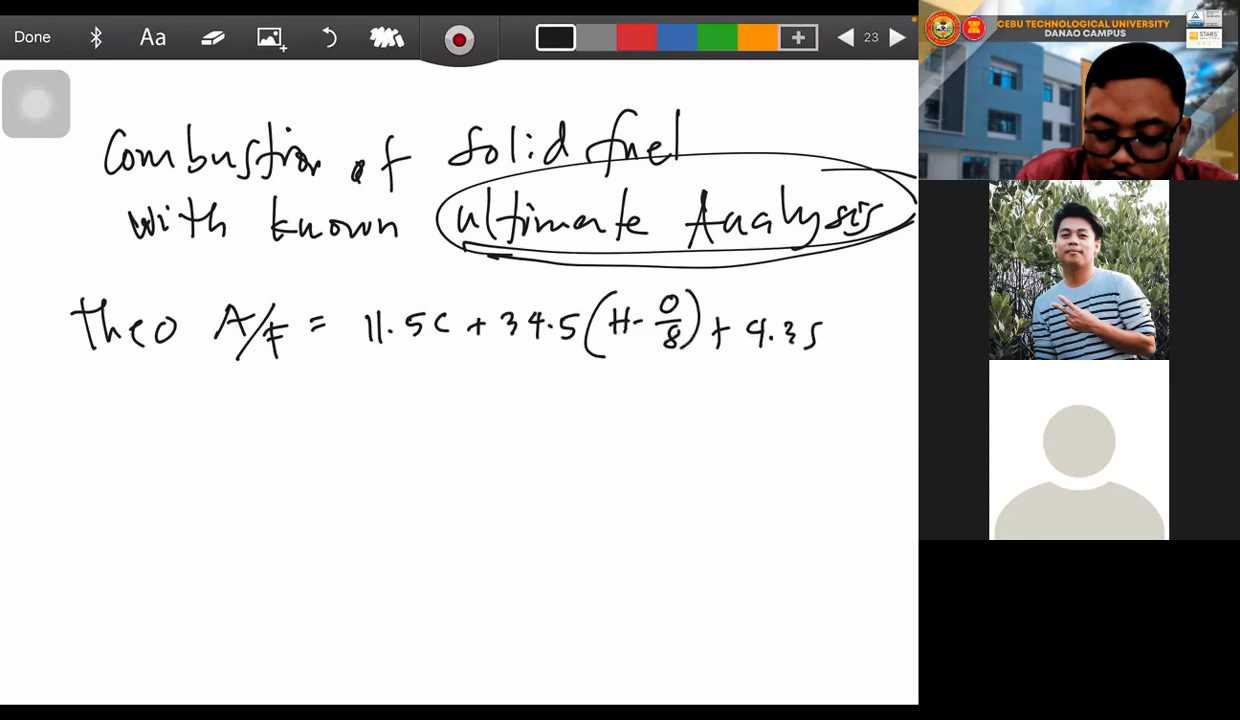 Done
Aa
23
CEBU TECHNOLOGICAL UNIVERSITY
DANAO CAMPUS
STARS
Combustion of Solid fuel
with known ultimate Analysis
theo A/F = 11.5C + 34.5(H - O/8) + 4.3S